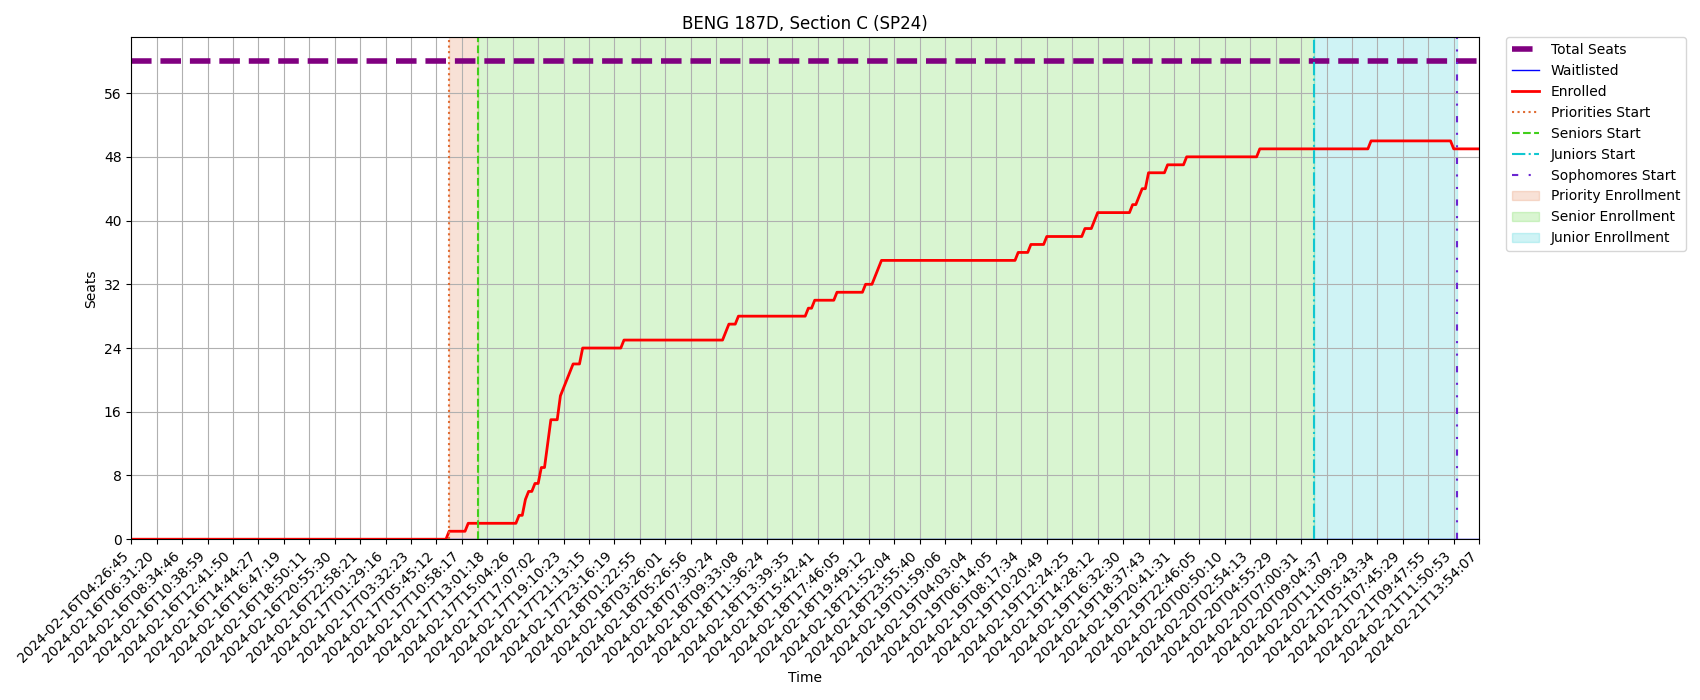 BENG 187D, Section C (SP24)
Total Seats
Waitlisted
Enrolled
Priorities Start
Seniors Start
Juniors Start
Sophomores Start
Priority Enrollment
Senior Enrollment
Junior Enrollment
Seats
56
48
40
32
24
16
8
0
2024-02-16T04:26:45
2024-02-16T06:31:20
2024-02-16T08:34:46
2024-02-16T10:38:59
2024-02-16T12:41:50
2024-02-16T14:44:27
2024-02-16T16:47:19
2024-02-16T18:50:11
2024-02-16T20:55:30
2024-02-16T22:58:21
2024-02-17T01:29:16
2024-02-17T03:32:23
2024-02-17T05:45:12
2024-02-17T10:58:17
2024-02-17T13:01:18
2024-02-17T15:04:26
2024-02-17T17:07:02
2024-02-17T19:10:23
2024-02-17T21:13:15
2024-02-17T23:16:19
2024-02-18T01:22:55
2024-02-18T03:26:01
2024-02-18T05:26:56
2024-02-18T07:30:24
2024-02-18T09:33:08
2024-02-18T11:36:24
2024-02-18T13:39:35
2024-02-18T15:42:41
2024-02-18T17:46:05
2024-02-18T19:49:12
2024-02-18T21:52:04
2024-02-18T23:55:40
2024-02-19T01:59:06
2024-02-19T04:03:04
2024-02-19T06:14:05
2024-02-19T08:17:34
2024-02-19T10:20:49
2024-02-19T12:24:25
2024-02-19T14:28:12
2024-02-19T16:32:30
2024-02-19T18:37:43
2024-02-19T20:41:31
2024-02-19T22:46:05
2024-02-20T00:50:10
2024-02-20T02:54:13
2024-02-20T04:55:29
2024-02-20T07:00:31
2024-02-20T09:04:37
2024-02-20T11:09:29
2024-02-21T05:43:34
2024-02-21T07:45:29
2024-02-21T09:47:55
2024-02-21T11:50:53
2024-02-21T13:54:07
Time